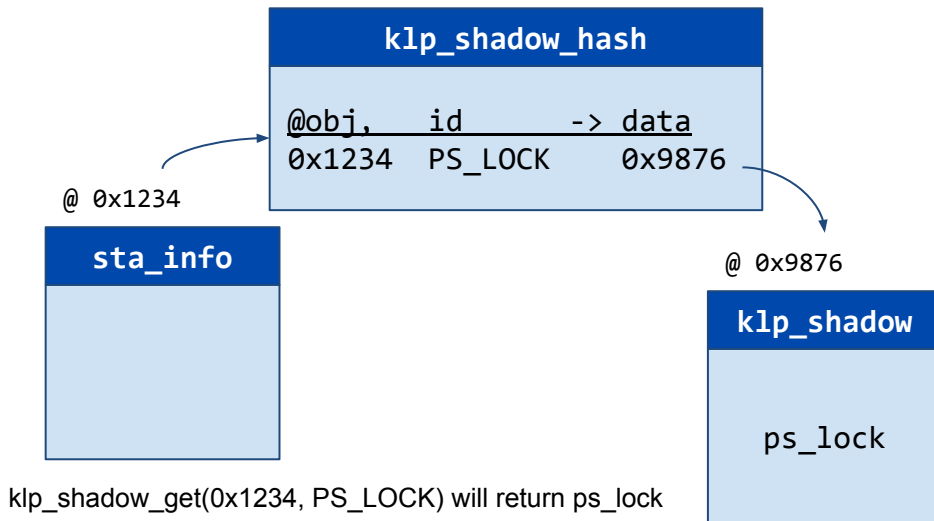 klp_shadow_hash
@obj, id -> data
0x1234 PS_LOCK 0x9876
@ 0x1234
sta_info
@ 0x9876
klp_shadow
ps_lock
klp_shadow_get(0x1234, PS_LOCK) will return ps_lock